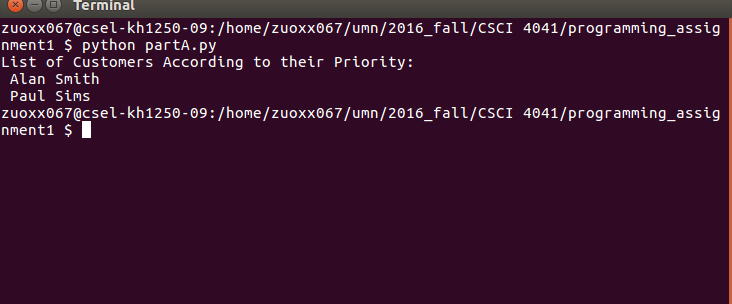 Terminal
zuoxx067@csel-kh1250-09:/home/zuoxx067/umn/2016_fall/CSCI 4041/programming_assig
nment1 $ python partA.py
List of Customers According to their Priority:
 Alan Smith
 Paul Sims
zuoxx067@csel-kh1250-09:/home/zuoxx067/umn/2016_fall/CSCI 4041/programming_assig
nment1 $